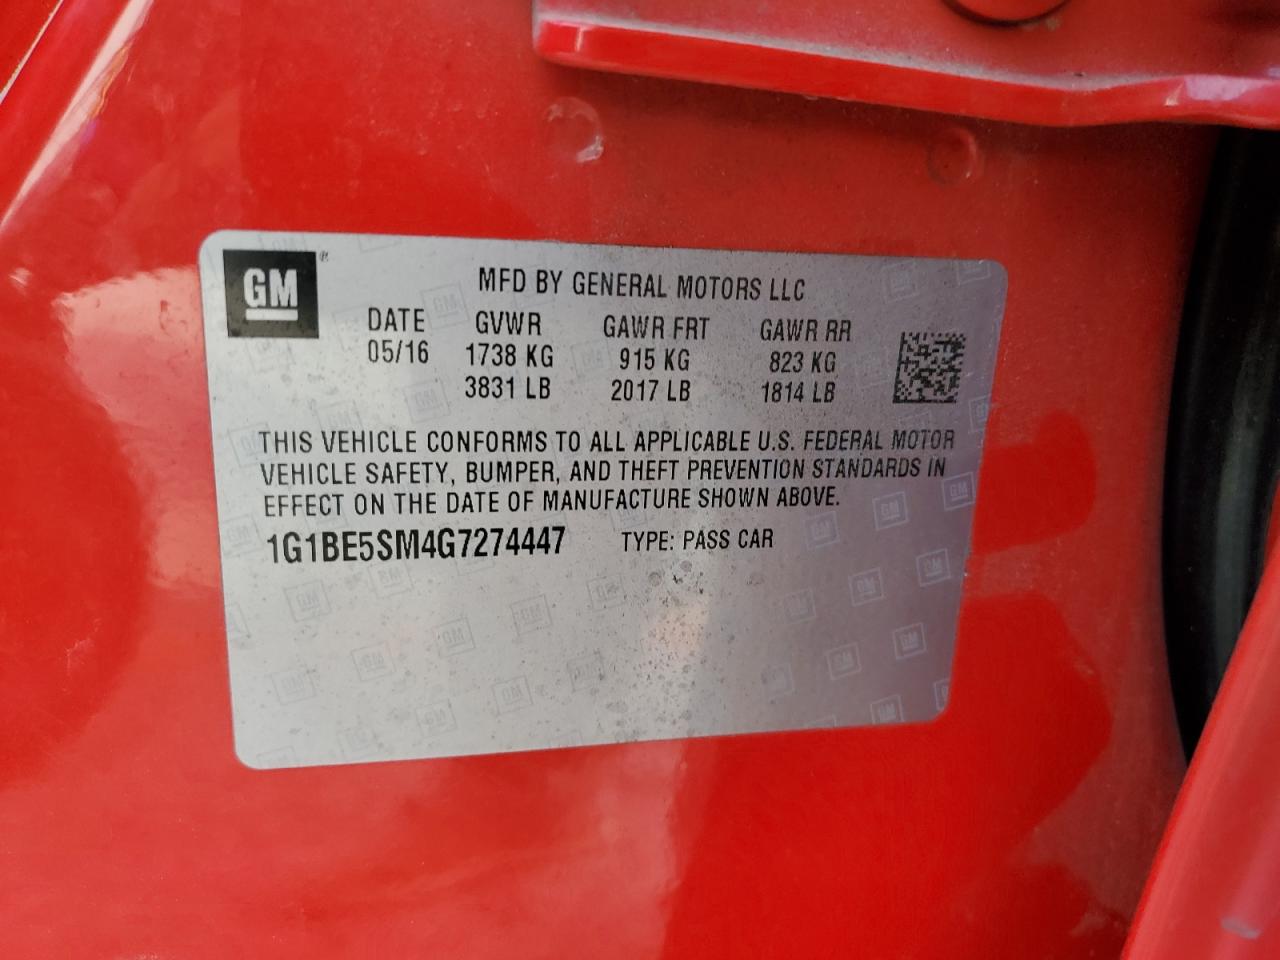 GM ®
MFD BY GENERAL MOTORS LLC
DATE GVWR GAWR FRT GAWR RR
05/16 1738 KG 915 KG 823 KG
3831 LB 2017 LB 1814 LB
THIS VEHICLE CONFORMS TO ALL APPLICABLE U.S. FEDERAL MOTOR
VEHICLE SAFETY, BUMPER, AND THEFT PREVENTION STANDARDS IN
EFFECT ON THE DATE OF MANUFACTURE SHOWN ABOVE.
1G1BE5SM4G7274447 TYPE: PASS CAR